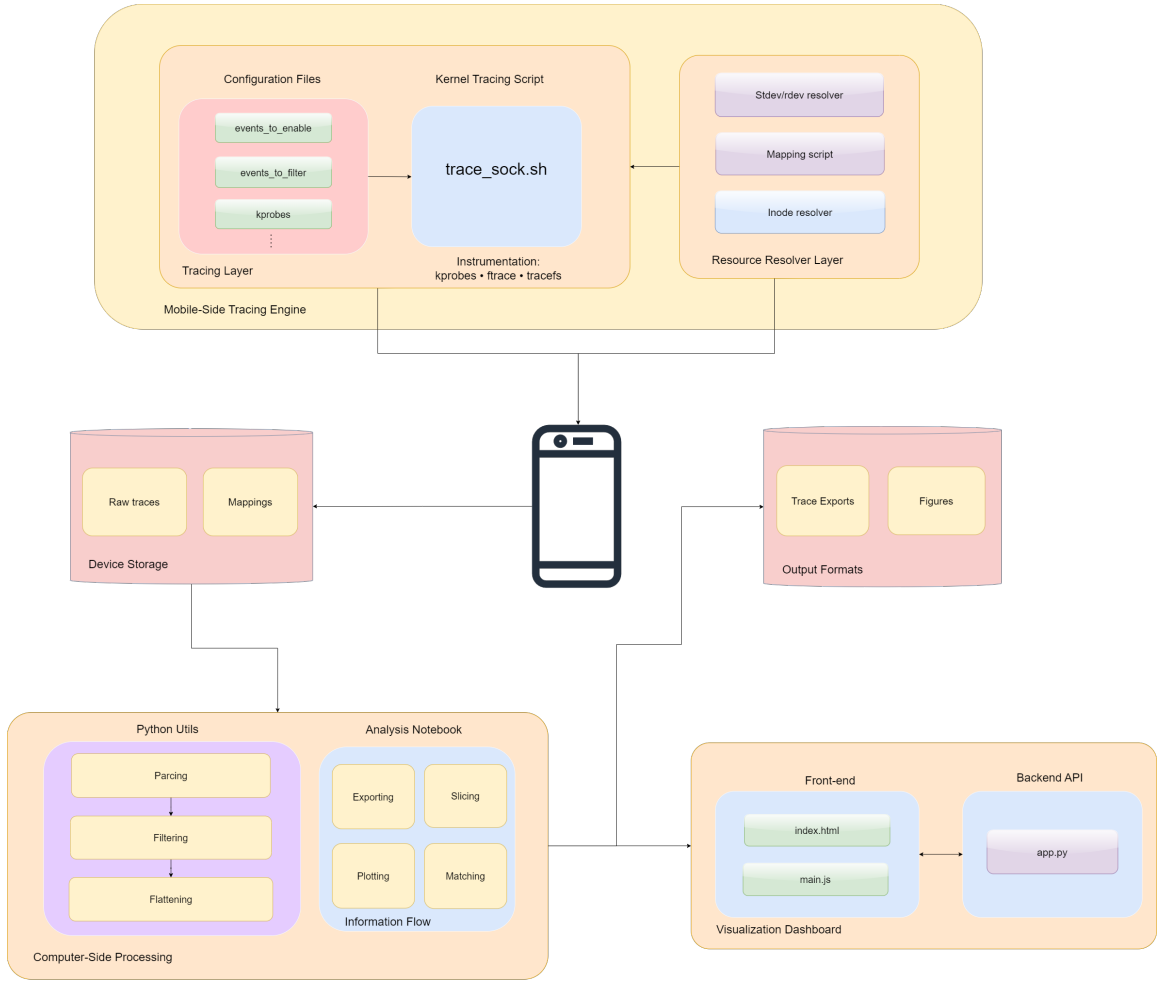 Configuration Files
Kernel Tracing Script
events_to_enable
events_to_filter
kprobes
trace_sock.sh
Instrumentation:
kprobes • ftrace • tracefs
Tracing Layer
Stdev/rdev resolver
Mapping script
Inode resolver
Resource Resolver Layer
Mobile-Side Tracing Engine
Raw traces
Mappings
Device Storage
Trace Exports
Figures
Output Formats
Python Utils
Parcing
Filtering
Flattening
Analysis Notebook
Exporting
Slicing
Plotting
Matching
Information Flow
Computer-Side Processing
Front-end
index.html
main.js
Backend API
app.py
Visualization Dashboard